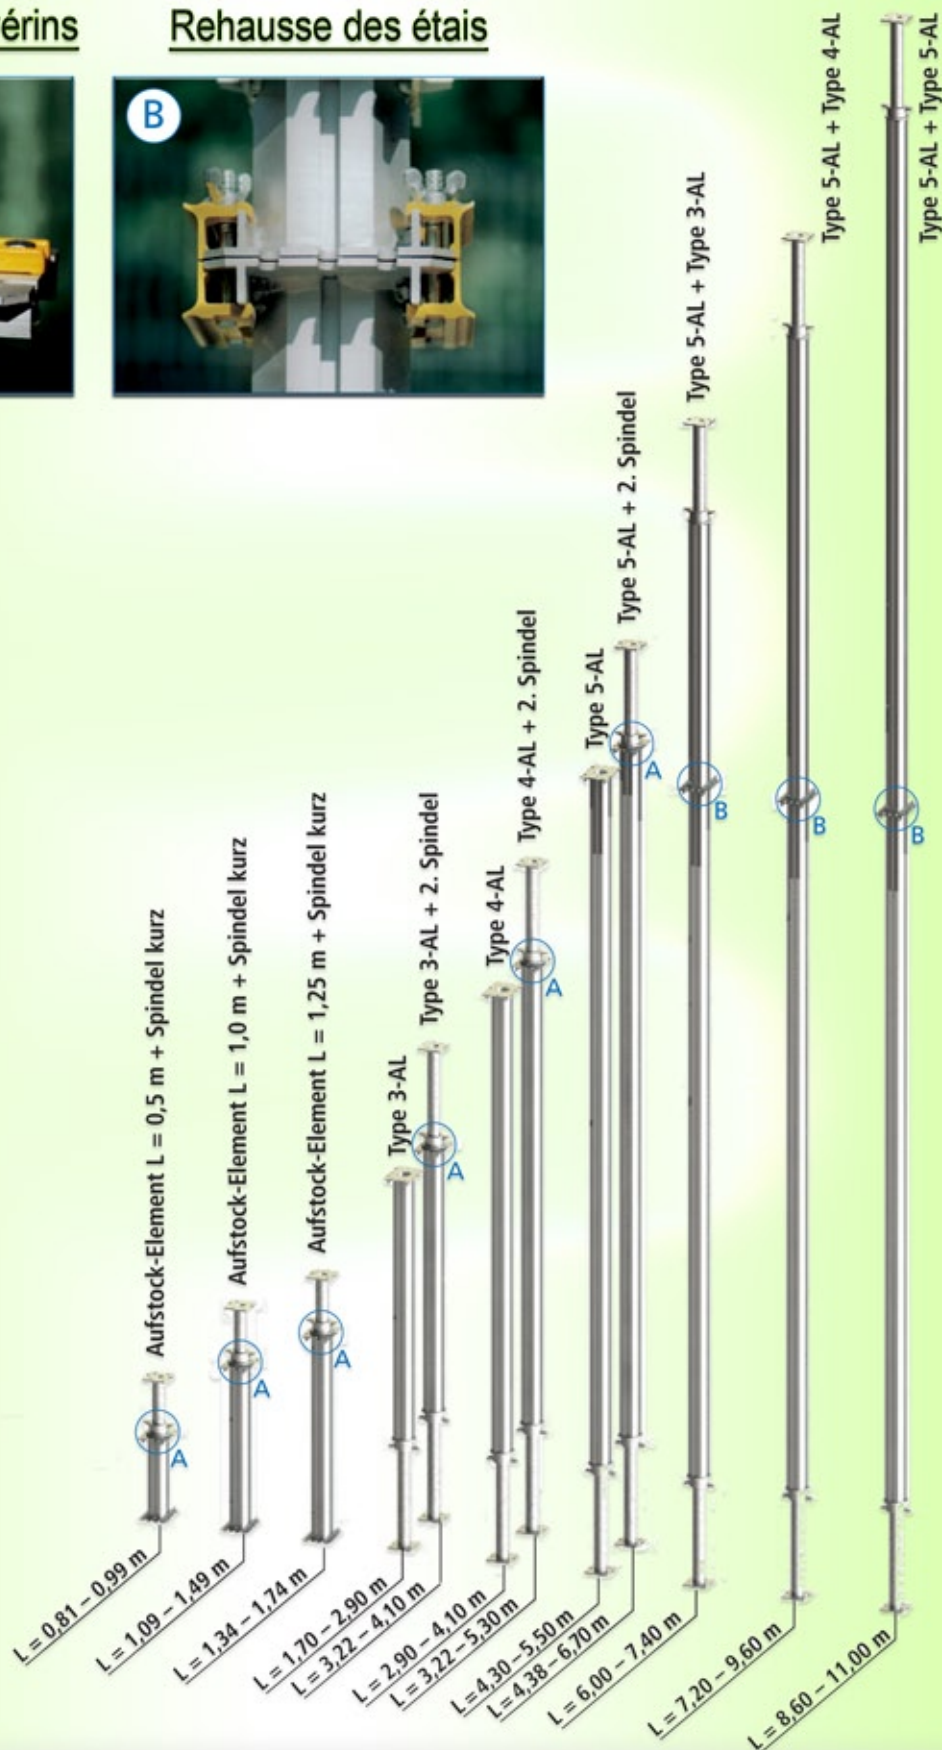 érins
Rehausse des étais
B
Aufstock-Element L = 0,5 m + Spindel kurz
Aufstock-Element L = 1,0 m + Spindel kurz
Aufstock-Element L = 1,25 m + Spindel kurz
Type 3-AL
Type 3-AL + 2. Spindel
Type 4-AL
Type 4-AL + 2. Spindel
Type 5-AL
Type 5-AL + 2. Spindel
Type 5-AL + Type 3-AL
Type 5-AL + Type 4-AL
Type 5-AL + Type 5-AL
A
A
A
A
A
A
B
B
B
L = 0,81 – 0,99 m
L = 1,09 – 1,49 m
L = 1,34 – 1,74 m
L = 1,70 – 2,90 m
L = 3,22 – 4,10 m
L = 2,90 – 4,10 m
L = 3,22 – 5,30 m
L = 4,30 – 5,50 m
L = 4,38 – 6,70 m
L = 6,00 – 7,40 m
L = 7,20 – 9,60 m
L = 8,60 – 11,00 m